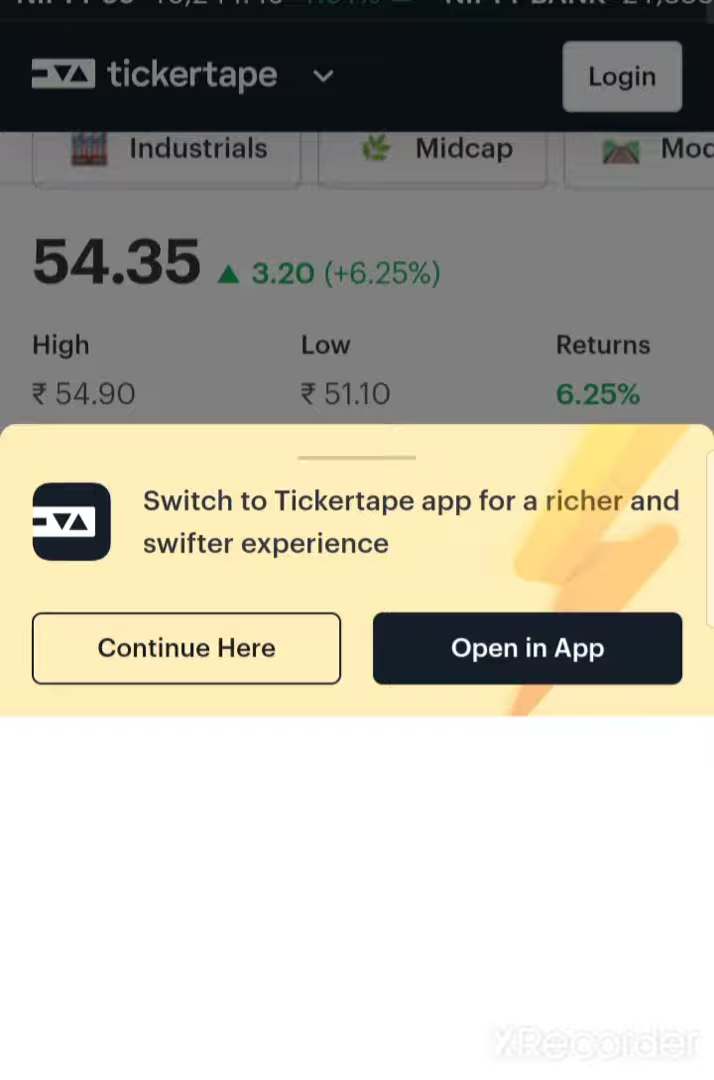 tickertape
Login
Industrials
Midcap
54.35 ▲ 3.20 (+6.25%)
High
Low
Returns
₹ 54.90
₹ 51.10
6.25%
Switch to Tickertape app for a richer and
swifter experience
Continue Here
Open in App
XRecorder